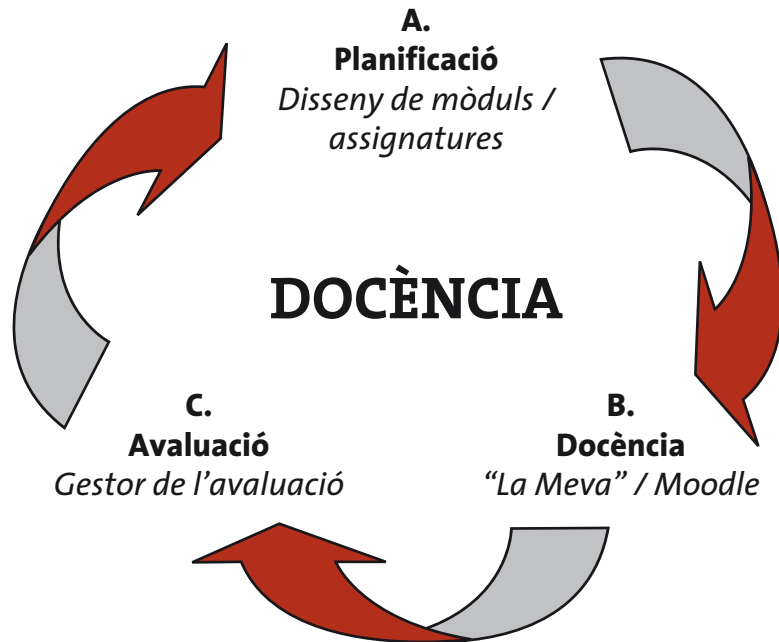 A.
Planificació
Disseny de mòduls /
assignatures
DOCÈNCIA
C.
Avaluació
Gestor de l’avaluació
B.
Docència
“La Meva” / Moodle